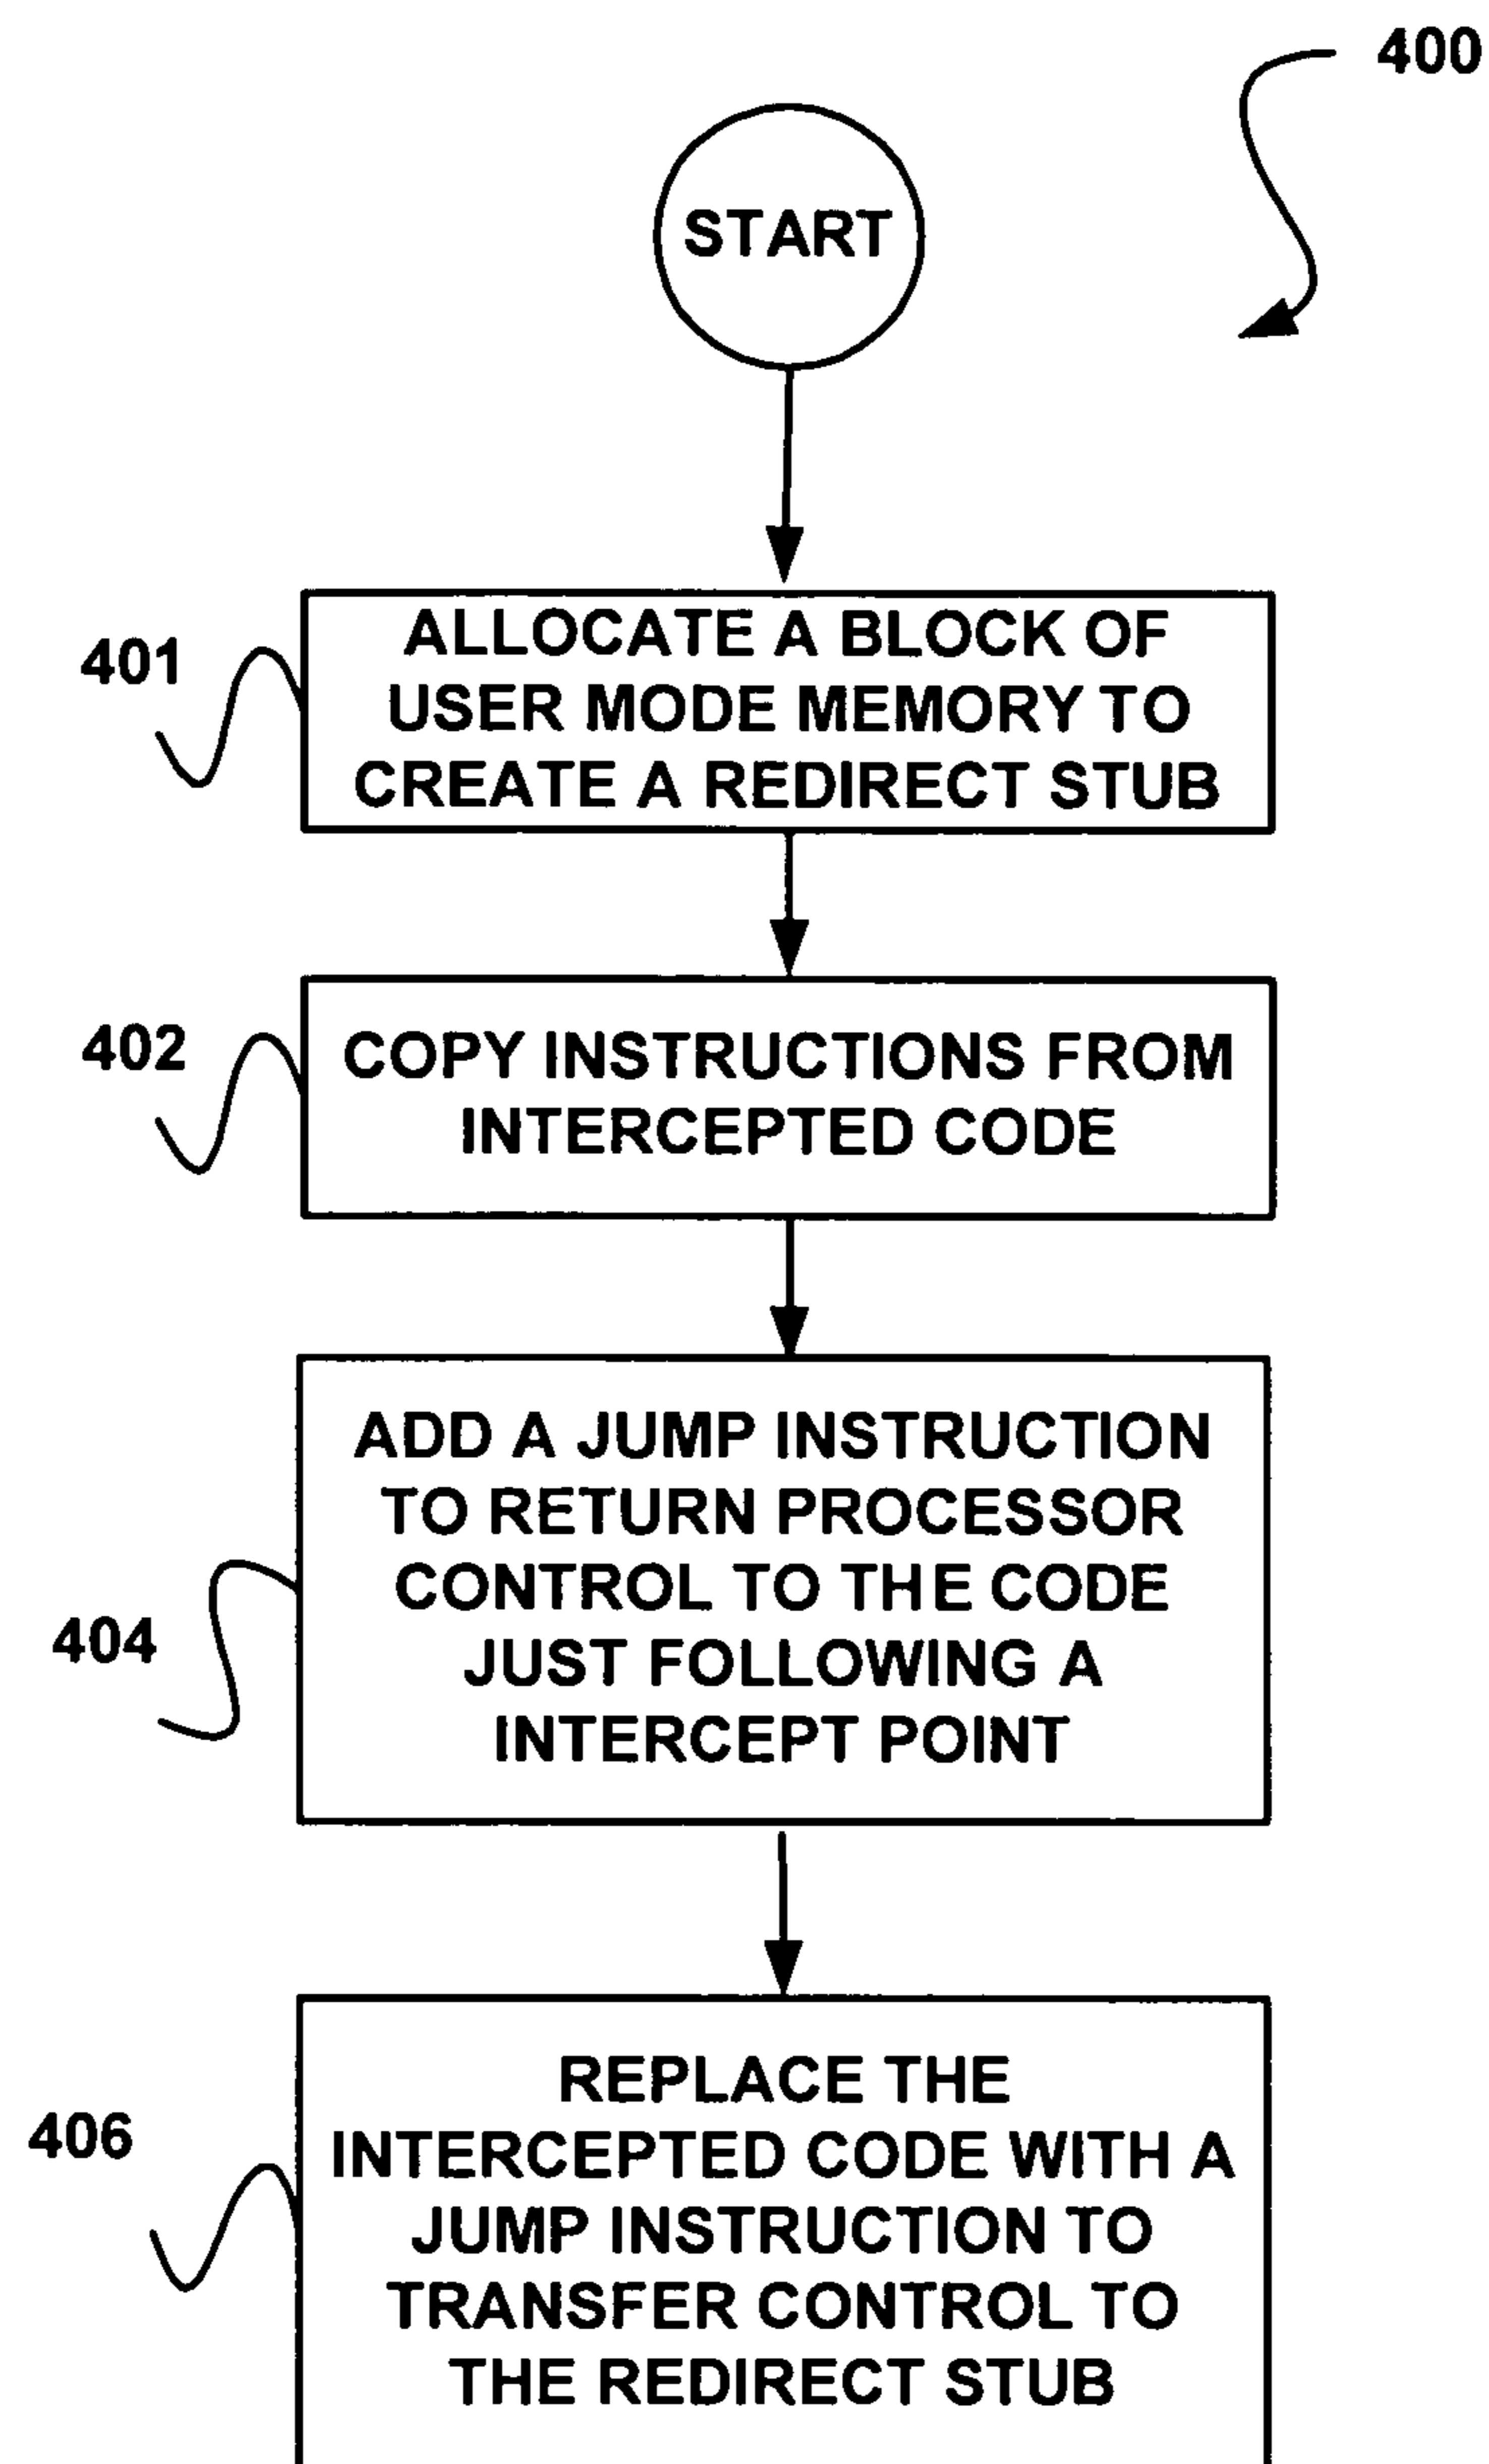 400
START
401
ALLOCATE A BLOCK OF
USER MODE MEMORY TO
CREATE A REDIRECT STUB
402
COPY INSTRUCTIONS FROM
INTERCEPTED CODE
ADD A JUMP INSTRUCTION
TO RETURN PROCESSOR
CONTROL TO THE CODE
JUST FOLLOWING A
INTERCEPT POINT
404
REPLACE THE
INTERCEPTED CODE WITH A
JUMP INSTRUCTION TO
TRANSFER CONTROL TO
THE REDIRECT STUB
406